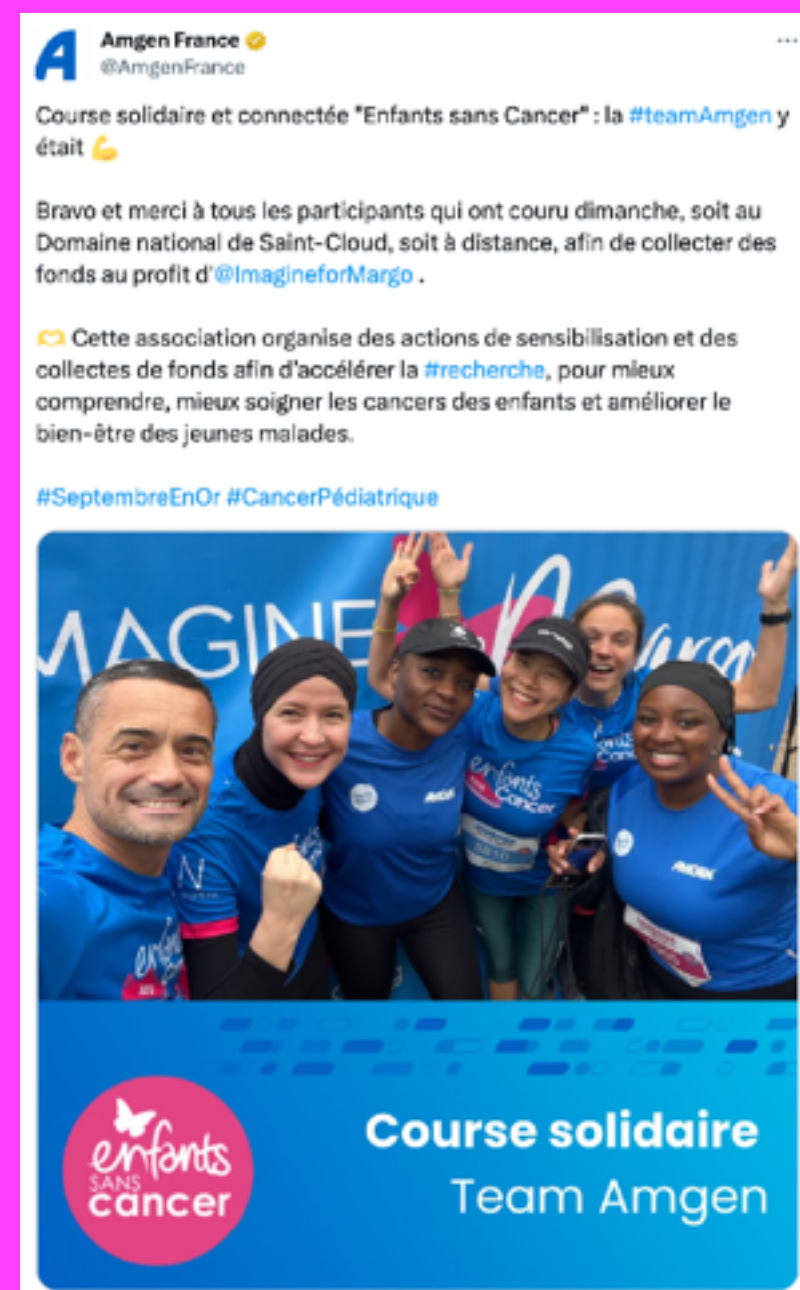 Amgen France
@AmgenFrance
Course solidaire et connectée "Enfants sans Cancer" : la #teamAmgen y
était 💪
Bravo et merci à tous les participants qui ont couru dimanche, soit au
Domaine national de Saint-Cloud, soit à distance, afin de collecter des
fonds au profit d'@ImagineforMargo .
🫶 Cette association organise des actions de sensibilisation et des
collectes de fonds afin d'accélérer la #recherche, pour mieux
comprendre, mieux soigner les cancers des enfants et améliorer le
bien-être des jeunes malades.
#SeptembreEnOr #CancerPédiatrique
MAGINE
enfants
Cancer
AMGEN
AMGEN
enfants
SANS
cancer
Course solidaire
Team Amgen